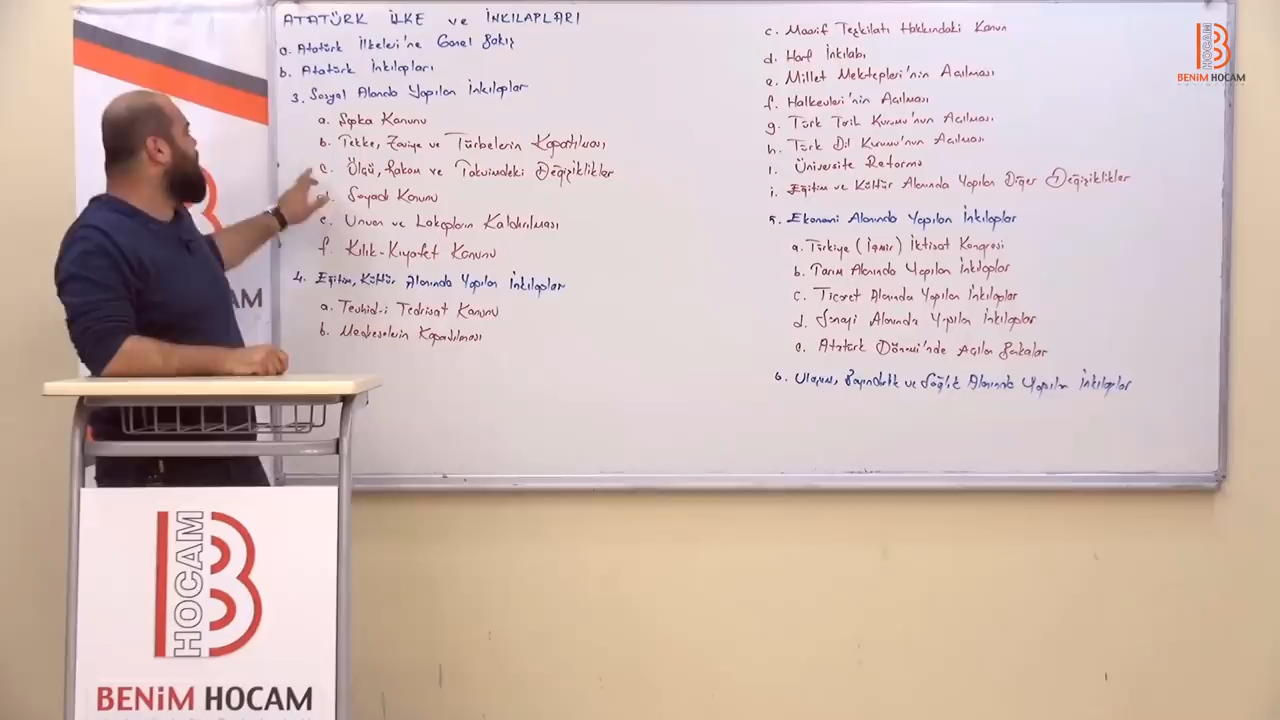 ATATÜRK İLKE ve İNKILAPLARI
a. Atatürk İlkeleri'ne Genel Bakış
b. Atatürk İnkılapları
3. Sosyal Alanda Yapılan İnkılaplar
a. Şapka Kanunu
b. Tekke, Zaviye ve Türbelerin Kapatılması
c. Ölçü, Rakam ve Takvimdeki Değişiklikler
d. Soyadı Kanunu
e. Unvan ve Lakapların Kaldırılması
f. Kılık-Kıyafet Kanunu
4. Eğitim, Kültür Alanında Yapılan İnkılaplar
a. Tevhid-i Tedrisat Kanunu
b. Medreselerin Kapatılması
c. Maarif Teşkilatı Hakkındaki Kanun
d. Harf İnkılabı
e. Millet Mektepleri'nin Açılması
f. Halkevleri'nin Açılması
g. Türk Tarih Kurumu'nun Açılması
h. Türk Dil Kurumu'nun Açılması
ı. Üniversite Reformu
i. Eğitim ve Kültür Alanında Yapılan Diğer Değişiklikler
5. Ekonomi Alanında Yapılan İnkılaplar
a. Türkiye (İzmir) İktisat Kongresi
b. Tarım Alanında Yapılan İnkılaplar
c. Ticaret Alanında Yapılan İnkılaplar
d. Sanayi Alanında Yapılan İnkılaplar
e. Atatürk Dönemi'nde Açılan Bankalar
6. Ulaşım, Bayındırlık ve Sağlık Alanında Yapılan İnkılaplar
HOCAM
BENİM HOCAM
HOCAM
BENİM HOCAM